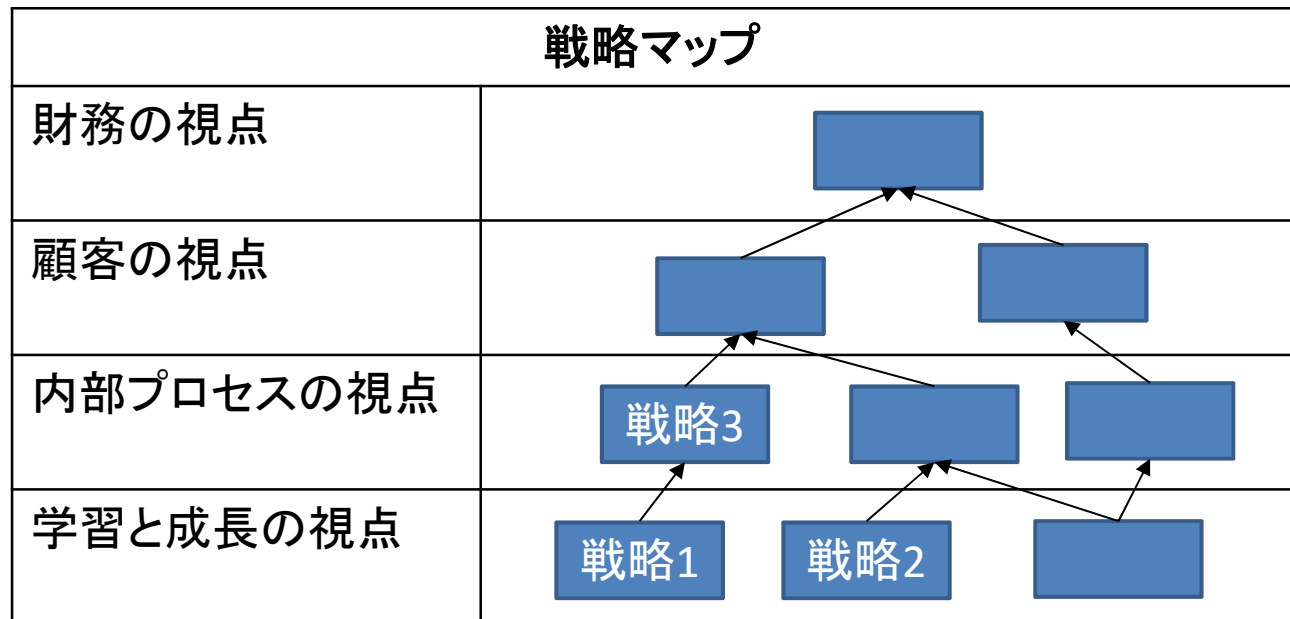 戦略マップ
財務の視点
顧客の視点
内部プロセスの視点
戦略3
学習と成長の視点
戦略1
戦略2